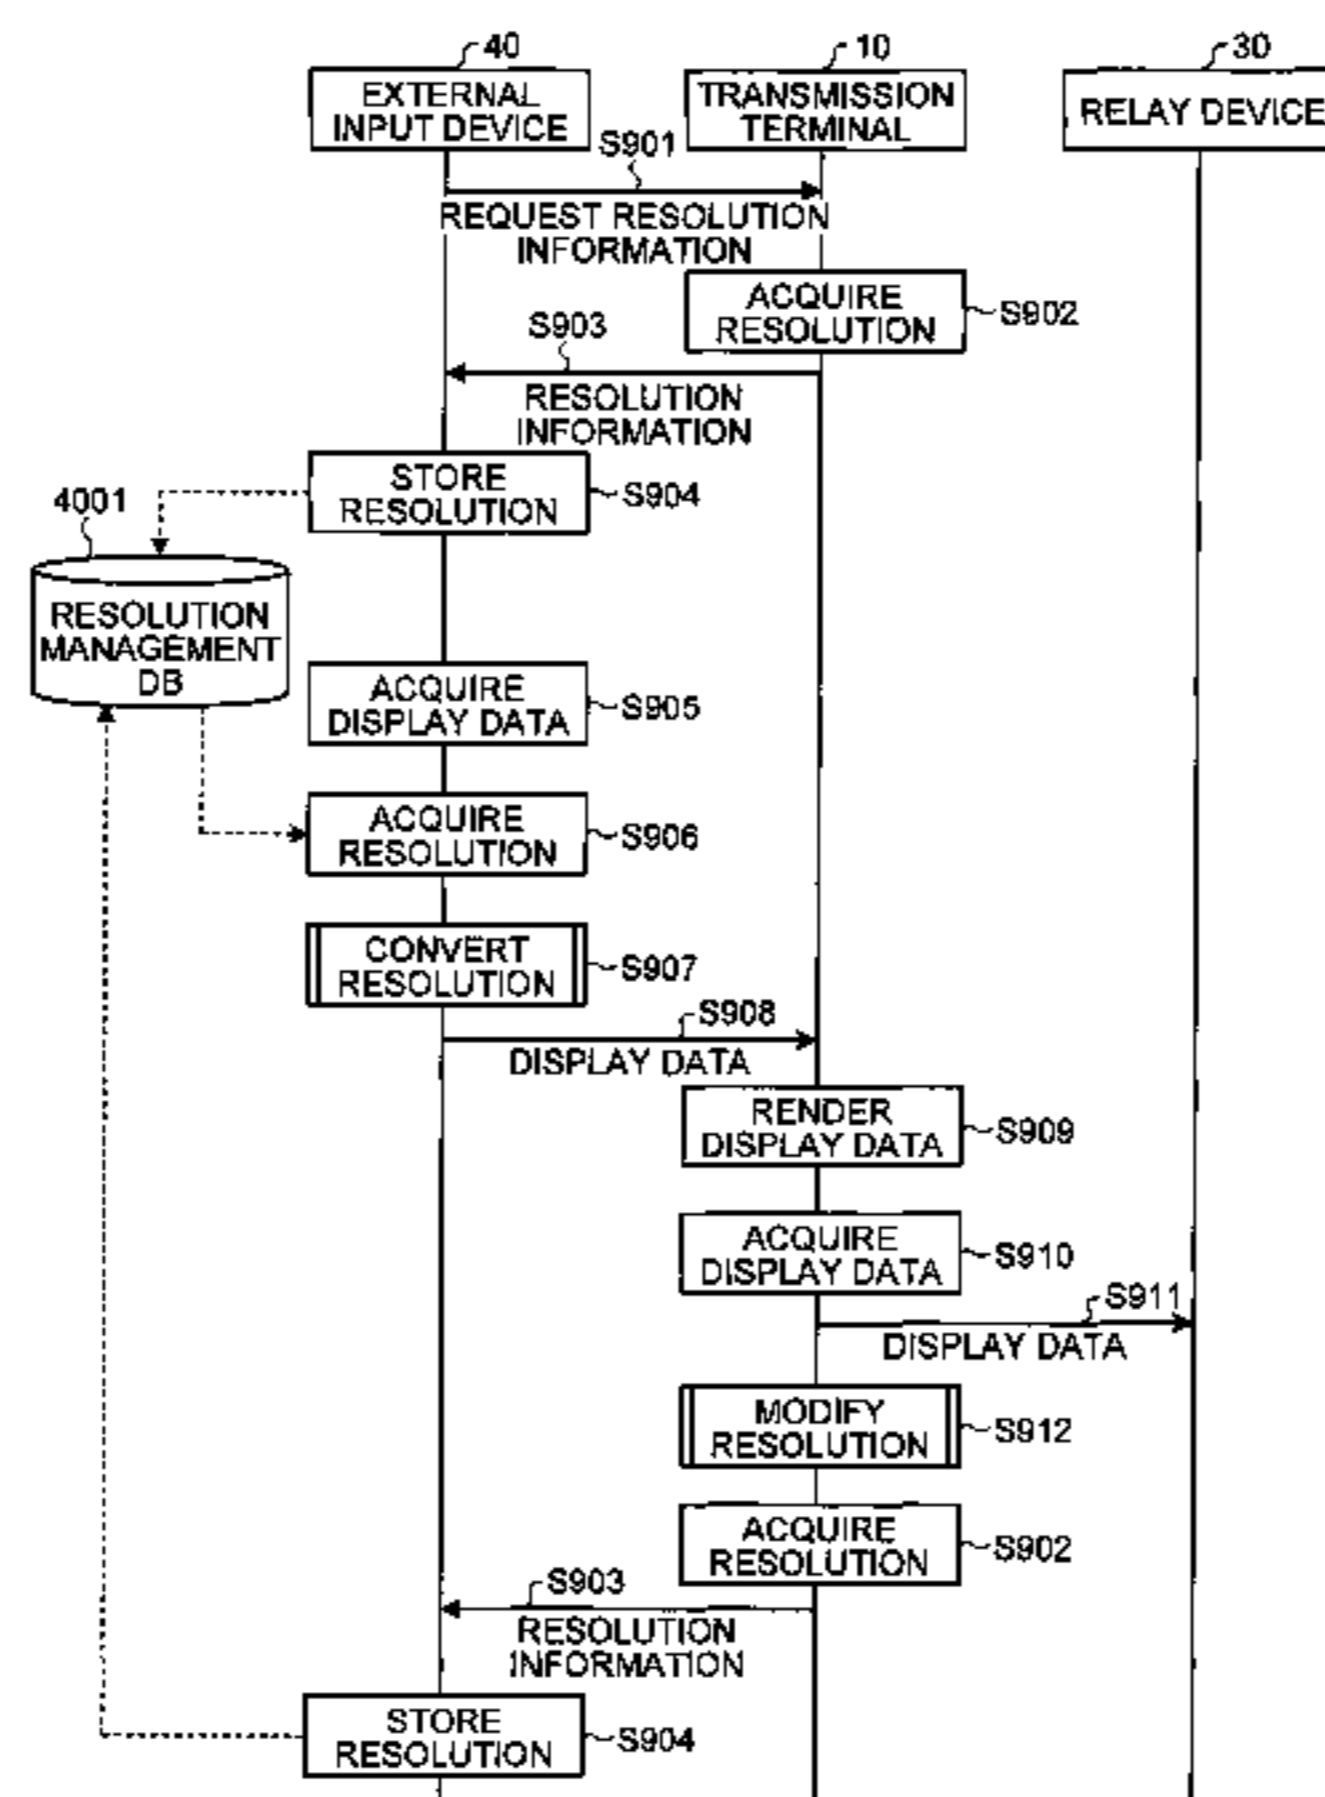 40
10
30
EXTERNAL
INPUT DEVICE
TRANSMISSION
TERMINAL
RELAY DEVICE
S901
REQUEST RESOLUTION
INFORMATION
ACQUIRE
RESOLUTION
S902
S903
RESOLUTION
INFORMATION
STORE
RESOLUTION
S904
4001
RESOLUTION
MANAGEMENT
DB
ACQUIRE
DISPLAY DATA
S905
ACQUIRE
RESOLUTION
S906
CONVERT
RESOLUTION
S907
S908
DISPLAY DATA
RENDER
DISPLAY DATA
S909
ACQUIRE
DISPLAY DATA
S910
S911
DISPLAY DATA
MODIFY
RESOLUTION
S912
ACQUIRE
RESOLUTION
S902
S903
RESOLUTION
INFORMATION
STORE
RESOLUTION
S904